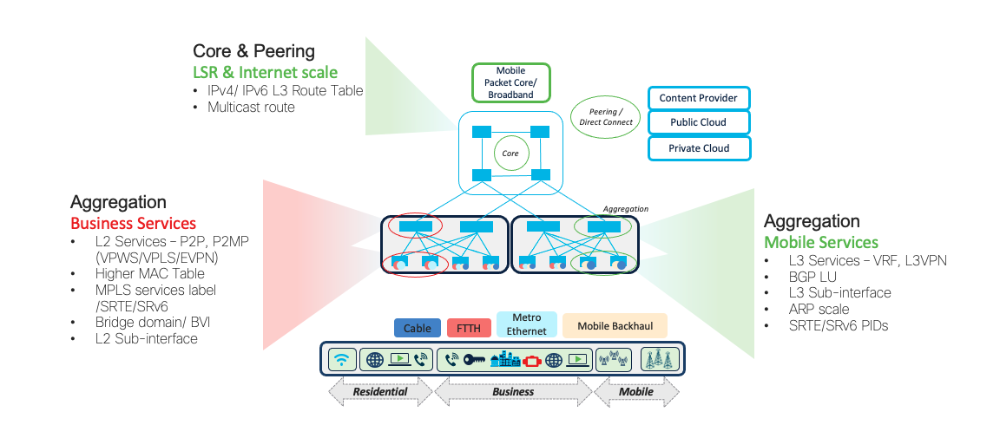 Core & Peering
LSR & Internet scale
• IPv4/ IPv6 L3 Route Table
• Multicast route
Mobile
Packet Core/
Broadband
Peering /
Direct Connect
Content Provider
Public Cloud
Private Cloud
Core
Aggregation
Aggregation
Business Services
• L2 Services – P2P, P2MP
(VPWS/VPLS/EVPN)
• Higher MAC Table
• MPLS services label
/SRTE/SRv6
• Bridge domain/ BVI
• L2 Sub-interface
Aggregation
Mobile Services
• L3 Services – VRF, L3VPN
• BGP LU
• L3 Sub-interface
• ARP scale
• SRTE/SRv6 PIDs
Cable
FTTH
Metro
Ethernet
Mobile Backhaul
Residential
Business
Mobile